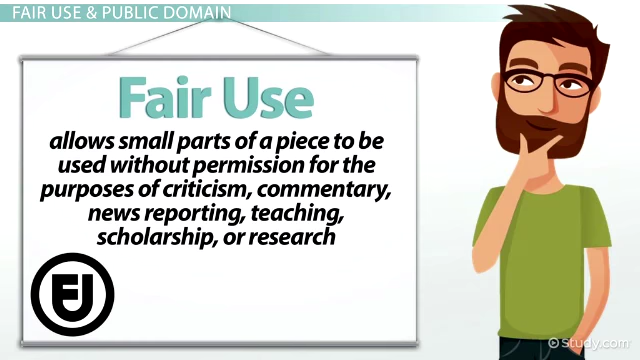 FAIR USE & PUBLIC DOMAIN
Fair Use
allows small parts of a piece to be
used without permission for the
purposes of criticism, commentary,
news reporting, teaching,
scholarship, or research
FU
Study.com